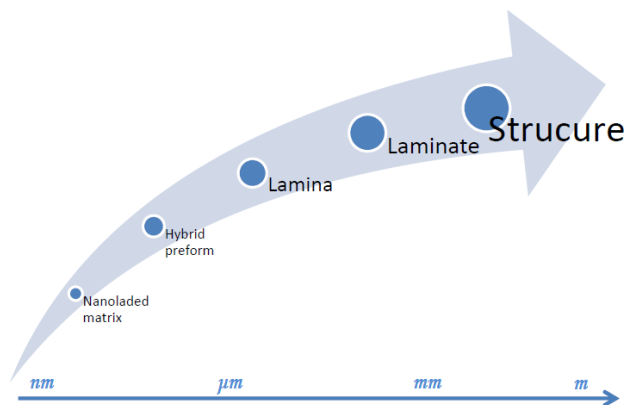 Strucure
Laminate
Lamina
Hybrid
preform
Nanoladed
matrix
nm µm mm m